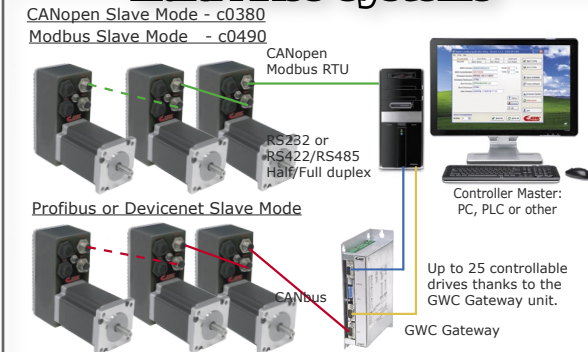 CANopen Slave Mode - c0380
Modbus Slave Mode - c0490
CANopen
Modbus RTU
RS232 or
RS422/RS485
Half/Full duplex
Controller Master:
PC, PLC or other
Profibus or Devicenet Slave Mode
CANbus
Up to 25 controllable
drives thanks to the
GWC Gateway unit.
GWC Gateway